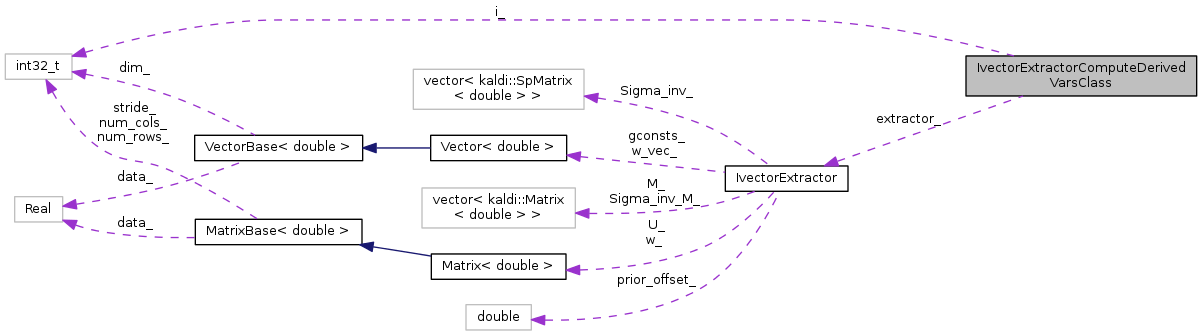 i_
int32_t
dim_
vector< kaldi::SpMatrix
< double > >
Sigma_inv_
IvectorExtractorComputeDerived
VarsClass
stride_
num_cols_
num_rows_
extractor_
VectorBase< double >
Vector< double >
gconsts_
w_vec_
data_
IvectorExtractor
Real
vector< kaldi::Matrix
< double > >
M_
Sigma_inv_M_
data_
MatrixBase< double >
U_
w_
Matrix< double >
prior_offset_
double